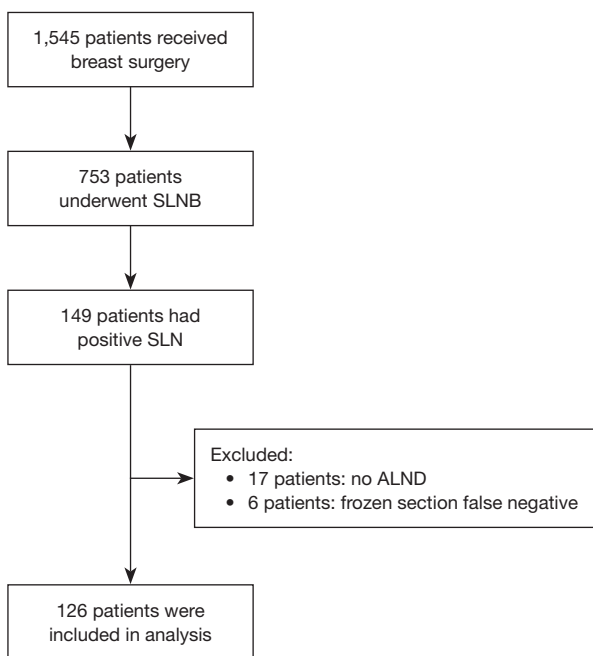 1,545 patients received
breast surgery
753 patients
underwent SLNB
149 patients had
positive SLN
Excluded:
• 17 patients: no ALND
• 6 patients: frozen section false negative
126 patients were
included in analysis